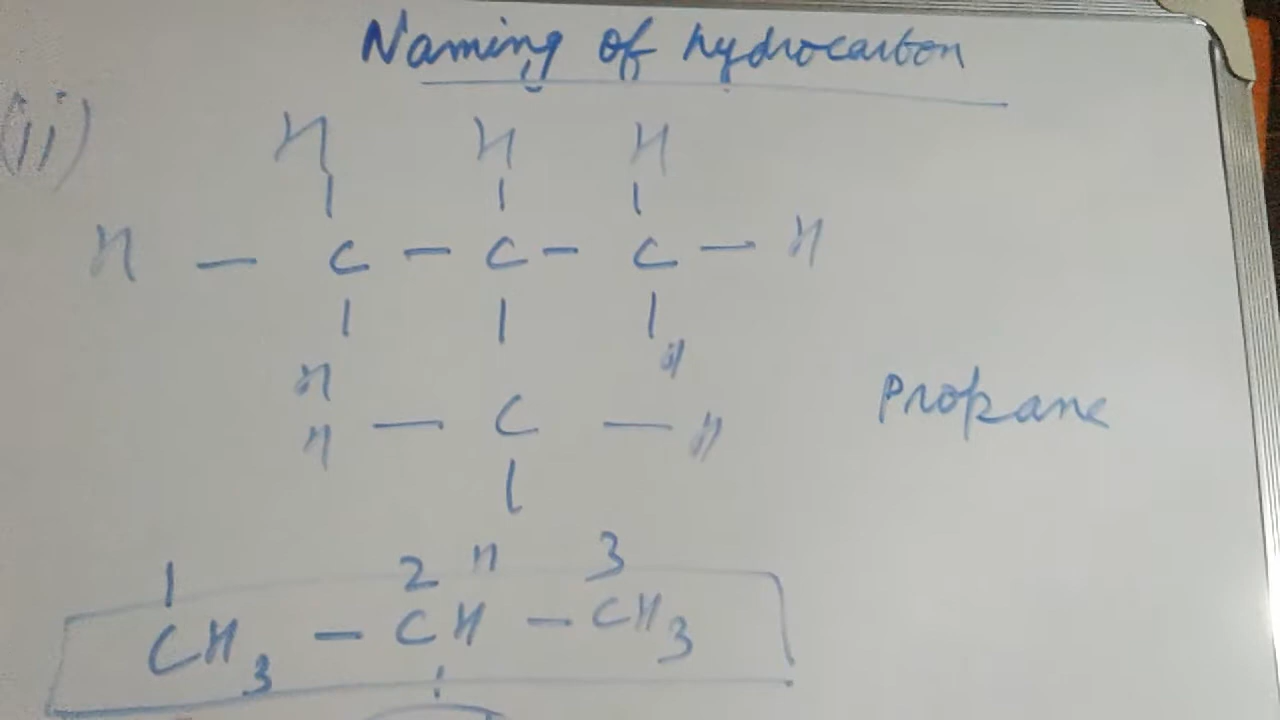 Naming of hydrocarbon
(ii)
H H H
| | |
H — C — C — C — H
| | |
H H
H — C — H
|
H
Propane
1 2 3
CH3 — CH — CH3